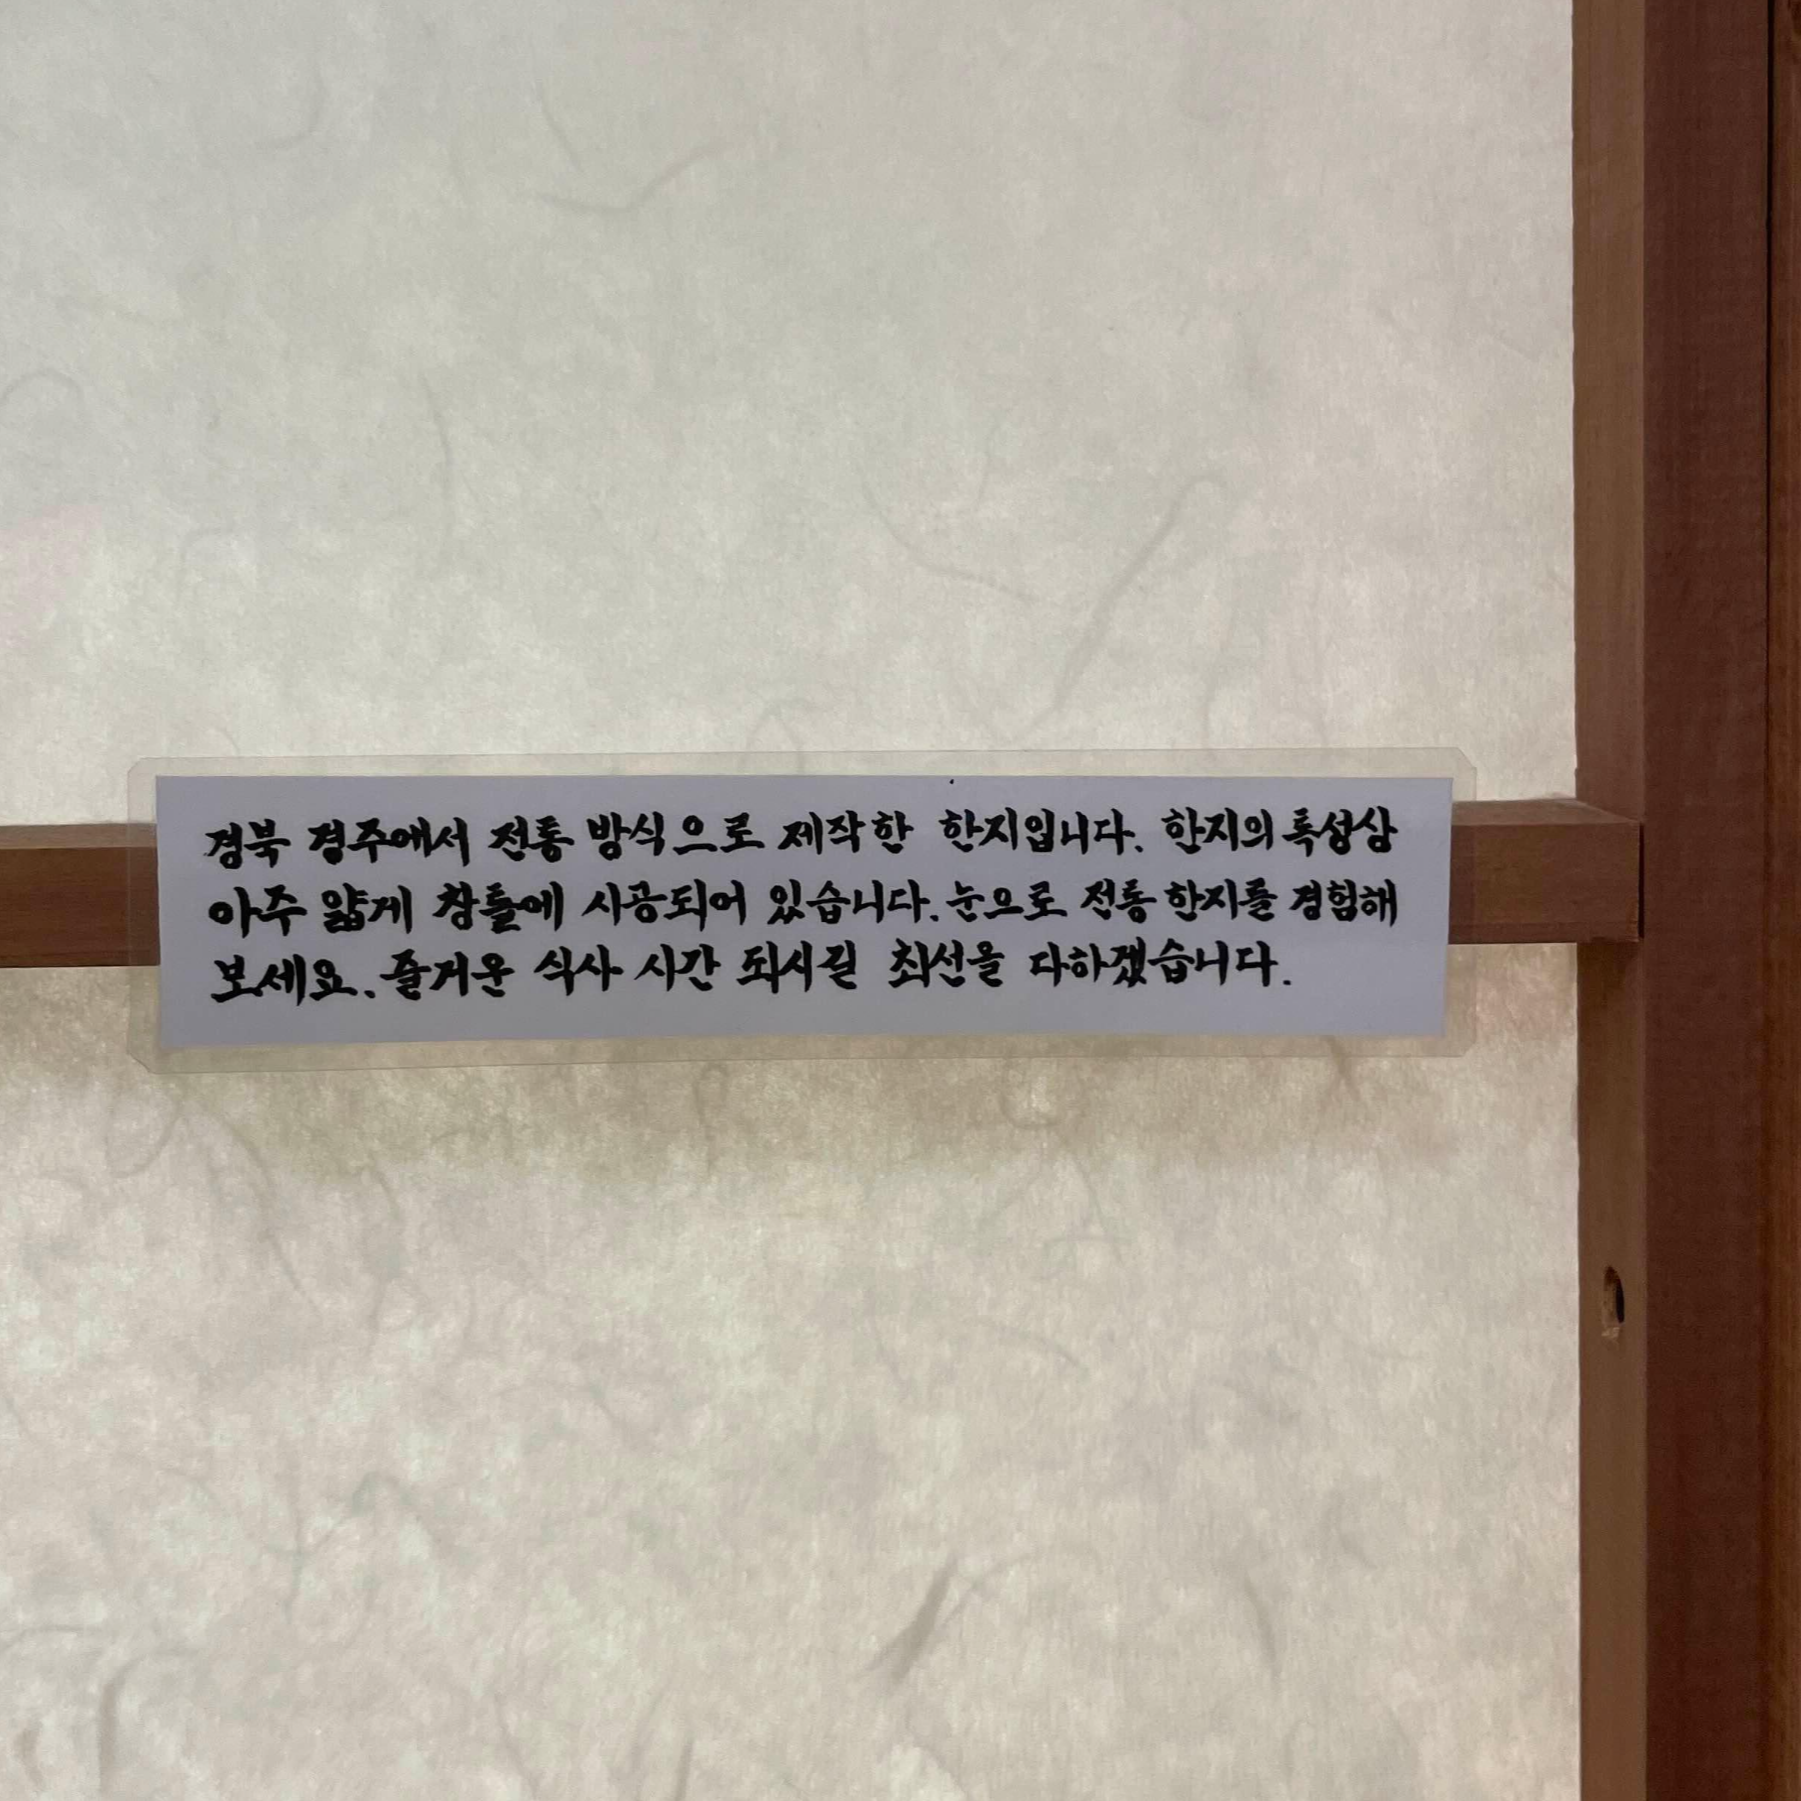 경북 경주에서 전통 방식으로 제작한 한지입니다. 한지의 특성상
아주 얇게 창틀에 시공되어 있습니다. 눈으로 전통 한지를 경험해
보세요. 즐거운 식사 시간 되시길 최선을 다하겠습니다.